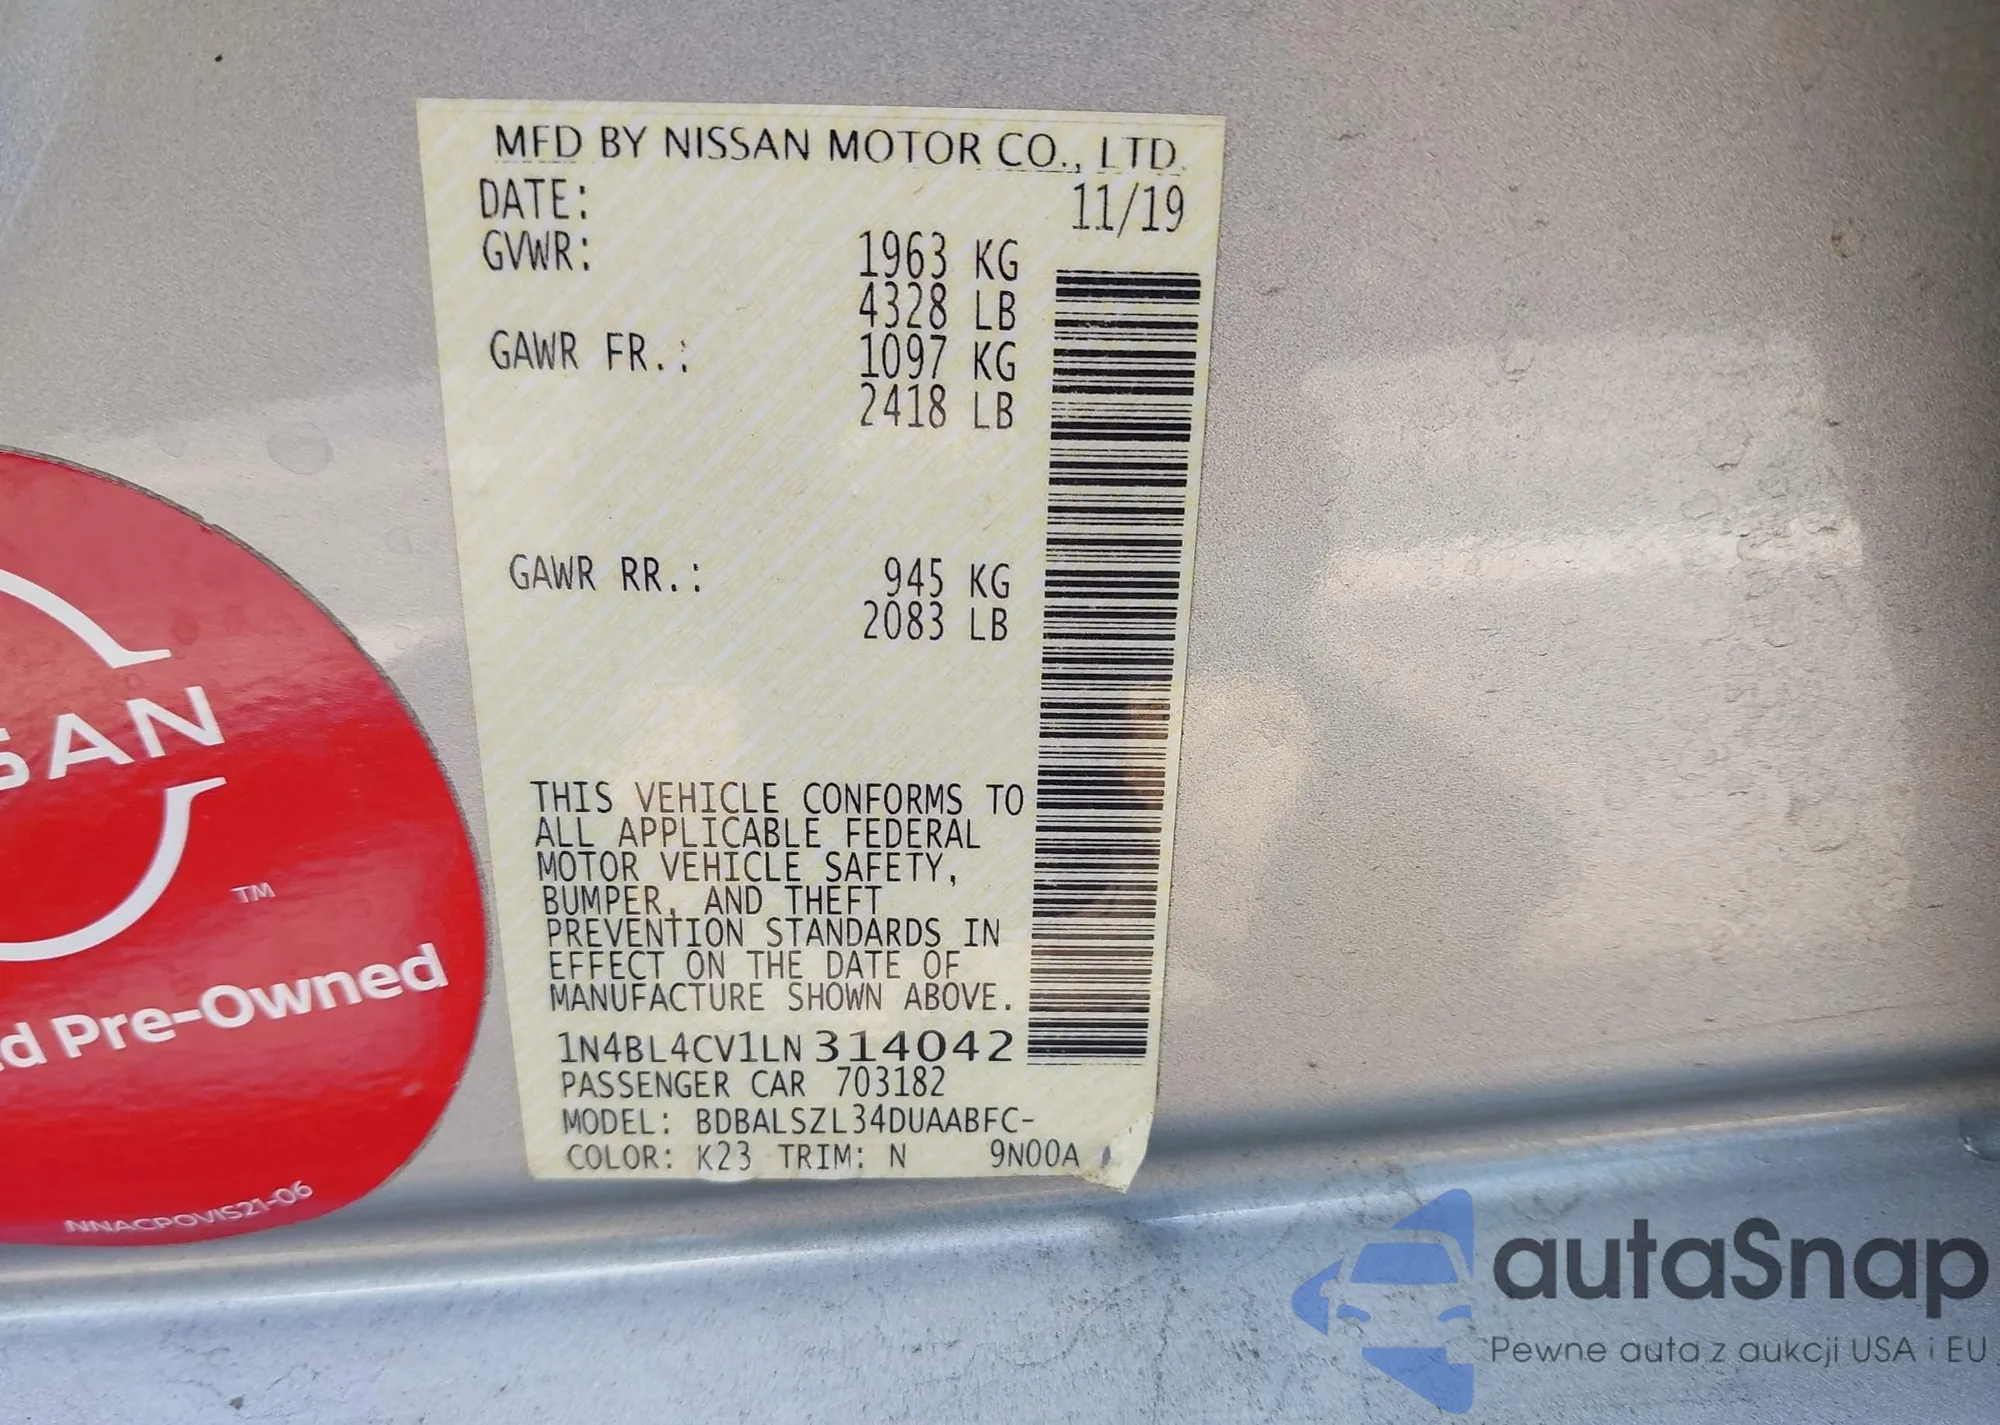 MFD BY NISSAN MOTOR CO., LTD.
DATE: 11/19
GVWR: 1963 KG
4328 LB
GAWR FR.: 1097 KG
2418 LB
GAWR RR.: 945 KG
2083 LB
THIS VEHICLE CONFORMS TO
ALL APPLICABLE FEDERAL
MOTOR VEHICLE SAFETY,
BUMPER, AND THEFT
PREVENTION STANDARDS IN
EFFECT ON THE DATE OF
MANUFACTURE SHOWN ABOVE.
1N4BL4CV1LN314042
PASSENGER CAR 703182
MODEL: BDBALSZL34DUAABFC-
COLOR: K23 TRIM: N 9N00A
SAN
TM
d Pre-Owned
NNACPOVIS21-06
autaSnap
Pewne auta z aukcji USA i EU